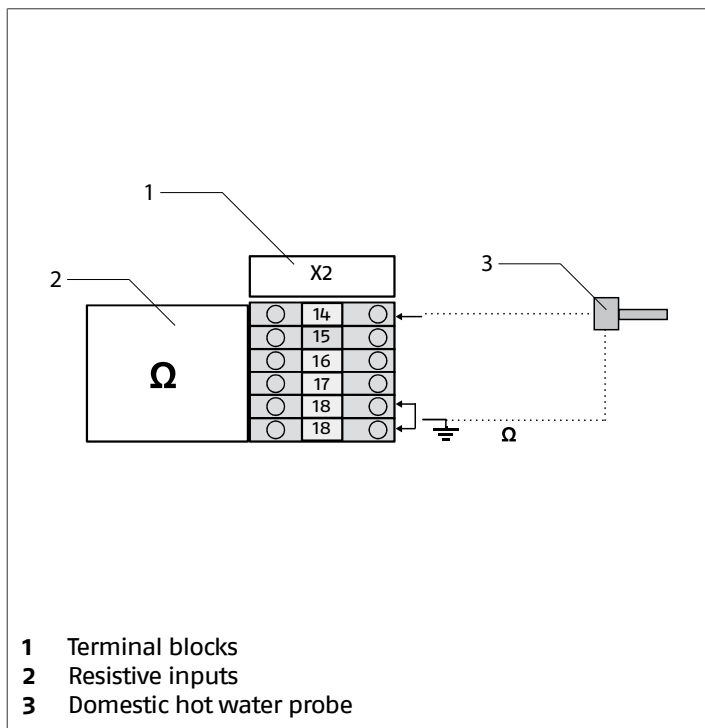 1
X2
2
3
14
15
16
17
18
18
Ω
Ω
1 Terminal blocks
2 Resistive inputs
3 Domestic hot water probe